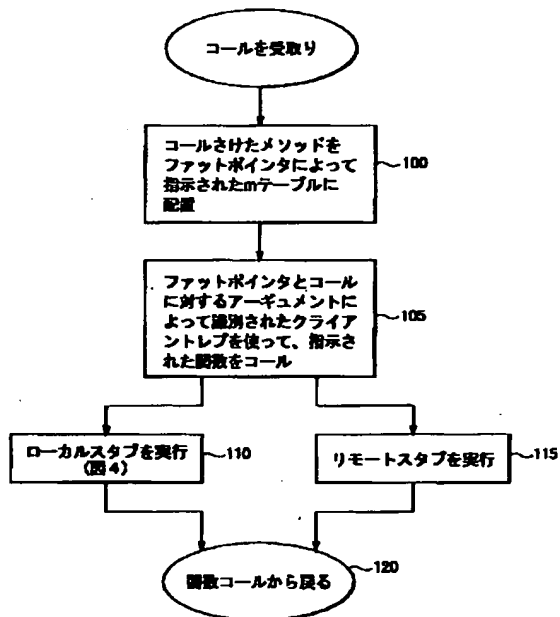 コールを受取り
コールさけたメソッドを
ファットポインタによって
指示されたmテーブルに
配置
100
ファットポインタとコール
に対するアーギュメントに
よって識別されたクライア
ントレプを使って、指示さ
れた関数をコール
105
ローカルスタブを実行
(図4)
110
リモートスタブを実行
115
関数コールから戻る
120